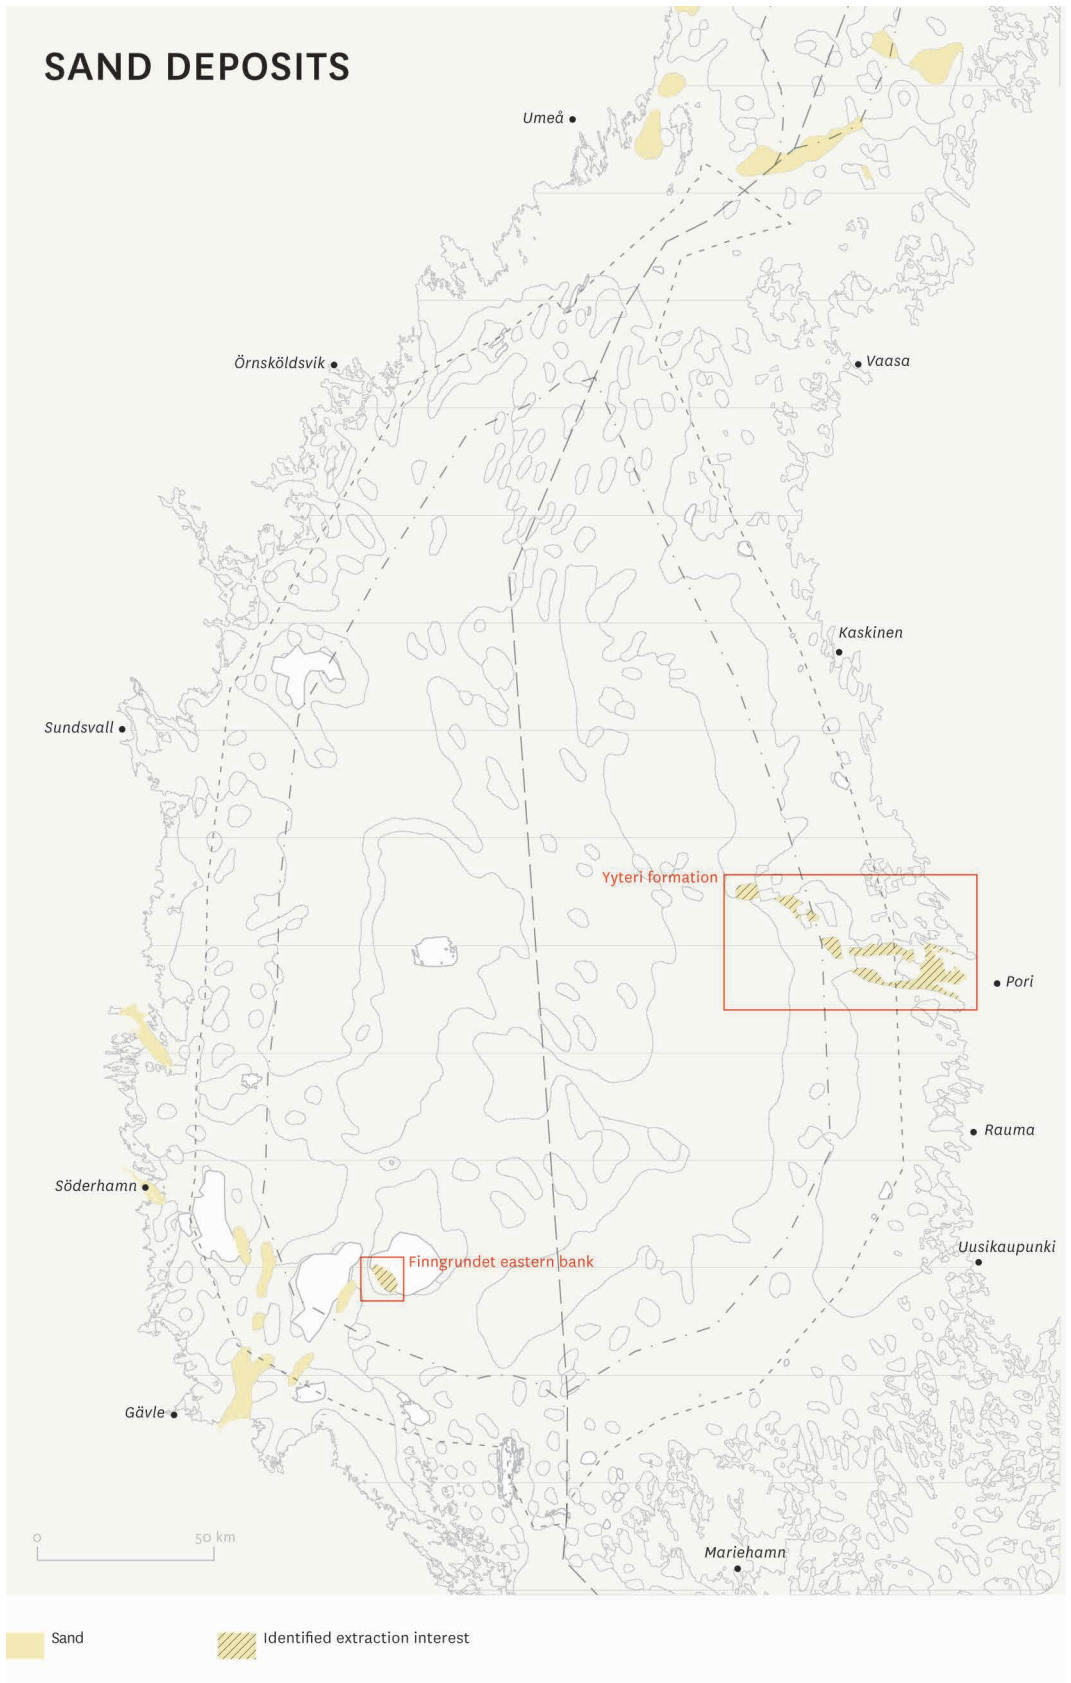 SAND DEPOSITS
Umeå
Örnsköldsvik
Vaasa
Kaskinen
Sundsvall
Yyteri formation
Pori
Rauma
Söderhamn
Uusikaupunki
Finngrundet eastern bank
Gävle
0 50 km
Mariehamn
Sand
Identified extraction interest